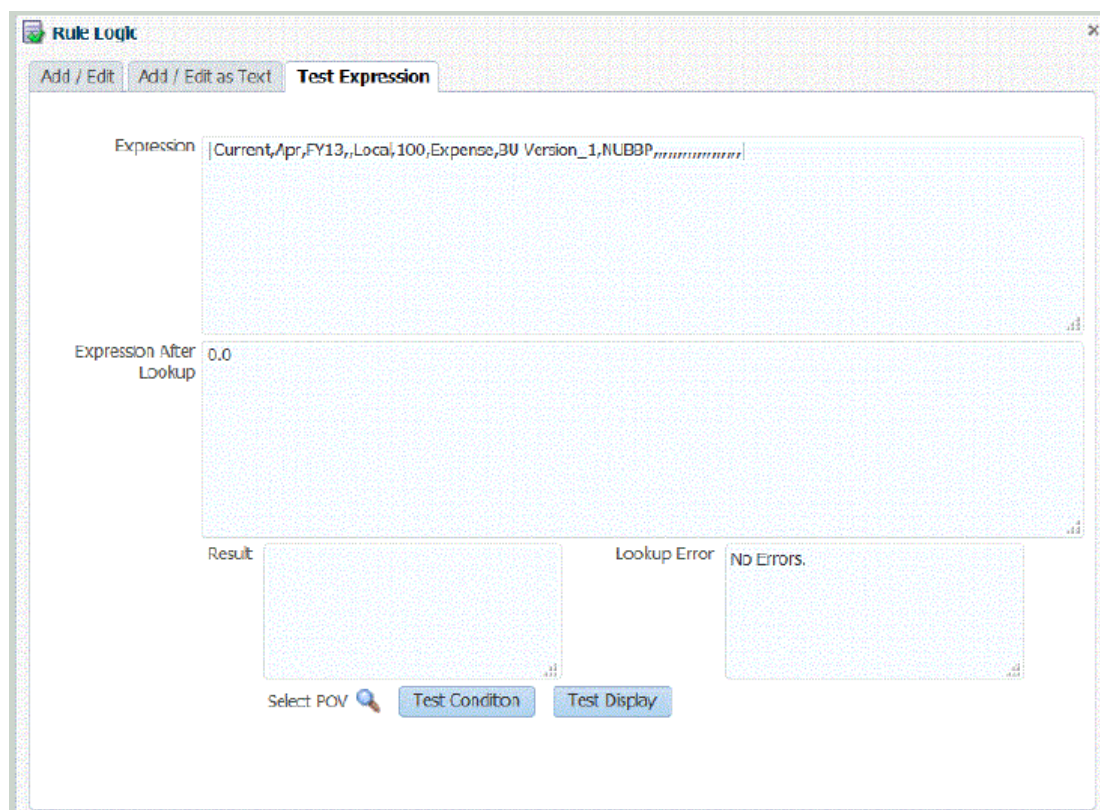 Rule Logic
Add / Edit
Add / Edit as Text
Test Expression
Expression
|Current,Apr,FY13,,Local,100,Expense,BU Version_1,NUBBP,,,,,,,,,,,,,,,,,,,|
Expression After
Lookup
0.0
Result
Lookup Error
No Errors.
Select POV
Test Conditon
Test Display